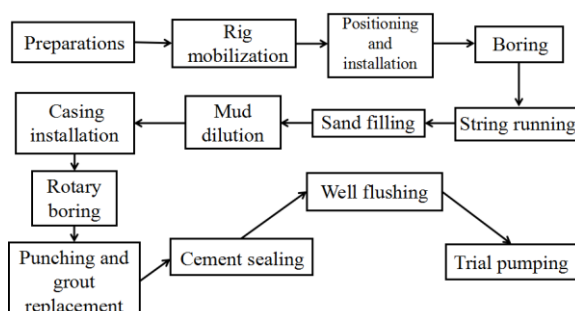 Preparations
Rig
mobilization
Positioning and
installation
Boring
String running
Sand filling
Mud
dilution
Casing
installation
Rotary
boring
Punching and
grout
replacement
Cement sealing
Well flushing
Trial pumping